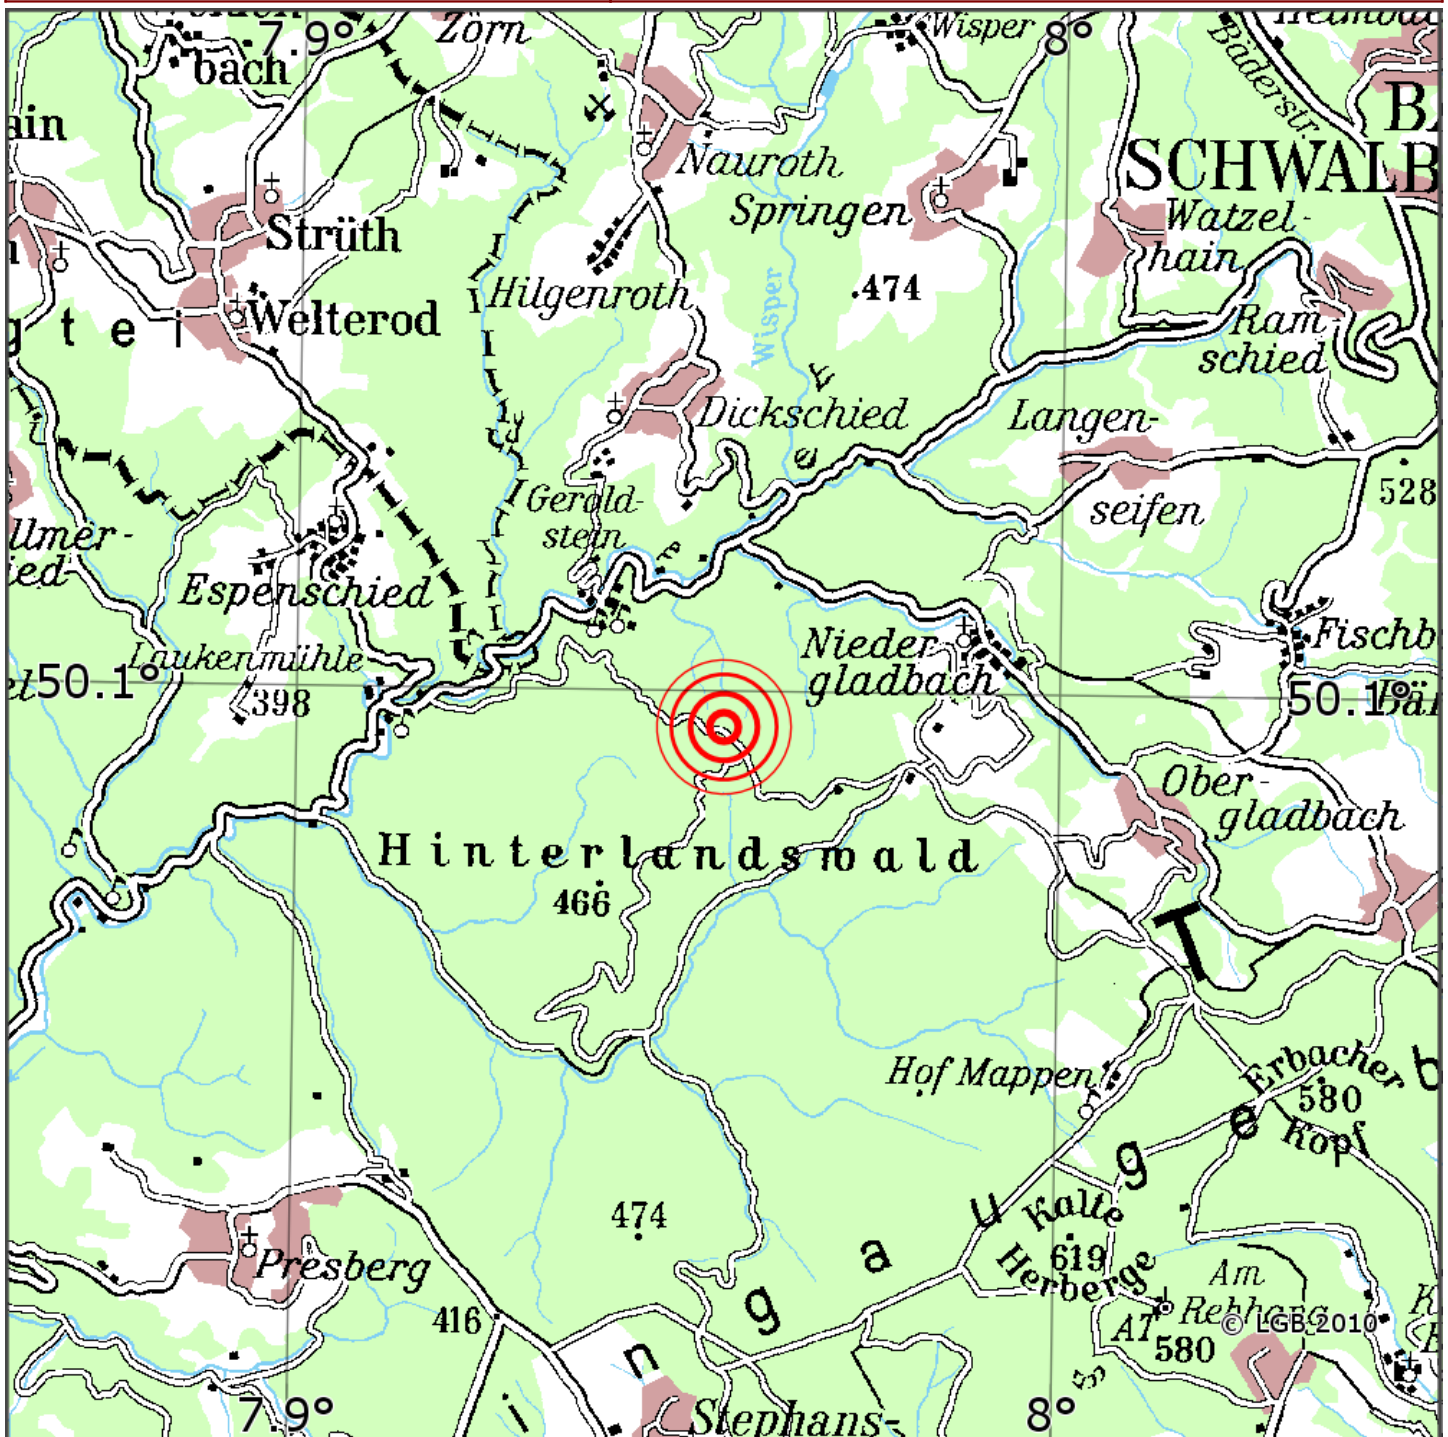 7.9°
Zorn
Wisper
8°
bach
Bäderstr.
ain
Nauroth
SCHWALB
Springen
Watzel-
hain
Strüth
Hilgenroth
.474
Wisper
Welterod
Ram-
schied
g t e i
Dickschied
Langen-
seifen
528
Gerold-
stein
Espenschied
Laukenmühle
398
50.1°
Nieder
gladbach
Fischb
50.1°
Ober-
gladbach
Hinterlandswald
466
T
Hof Mappen
Erbacher
580
Kopf
474
Kalte
619
Herberge
Presberg
416
Am
Rebhang
AT
580
© LGB 2010
i n g a u g e b
7.9°
8°
Stephans-